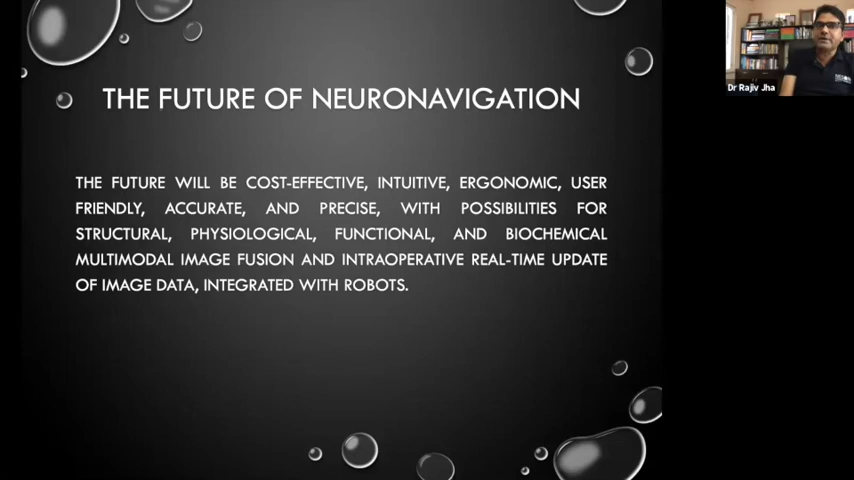 THE FUTURE OF NEURONAVIGATION
THE FUTURE WILL BE COST-EFFECTIVE, INTUITIVE, ERGONOMIC, USER
FRIENDLY, ACCURATE, AND PRECISE, WITH POSSIBILITIES FOR
STRUCTURAL, PHYSIOLOGICAL, FUNCTIONAL, AND BIOCHEMICAL
MULTIMODAL IMAGE FUSION AND INTRAOPERATIVE REAL-TIME UPDATE
OF IMAGE DATA, INTEGRATED WITH ROBOTS.
Dr Rajiv Jha